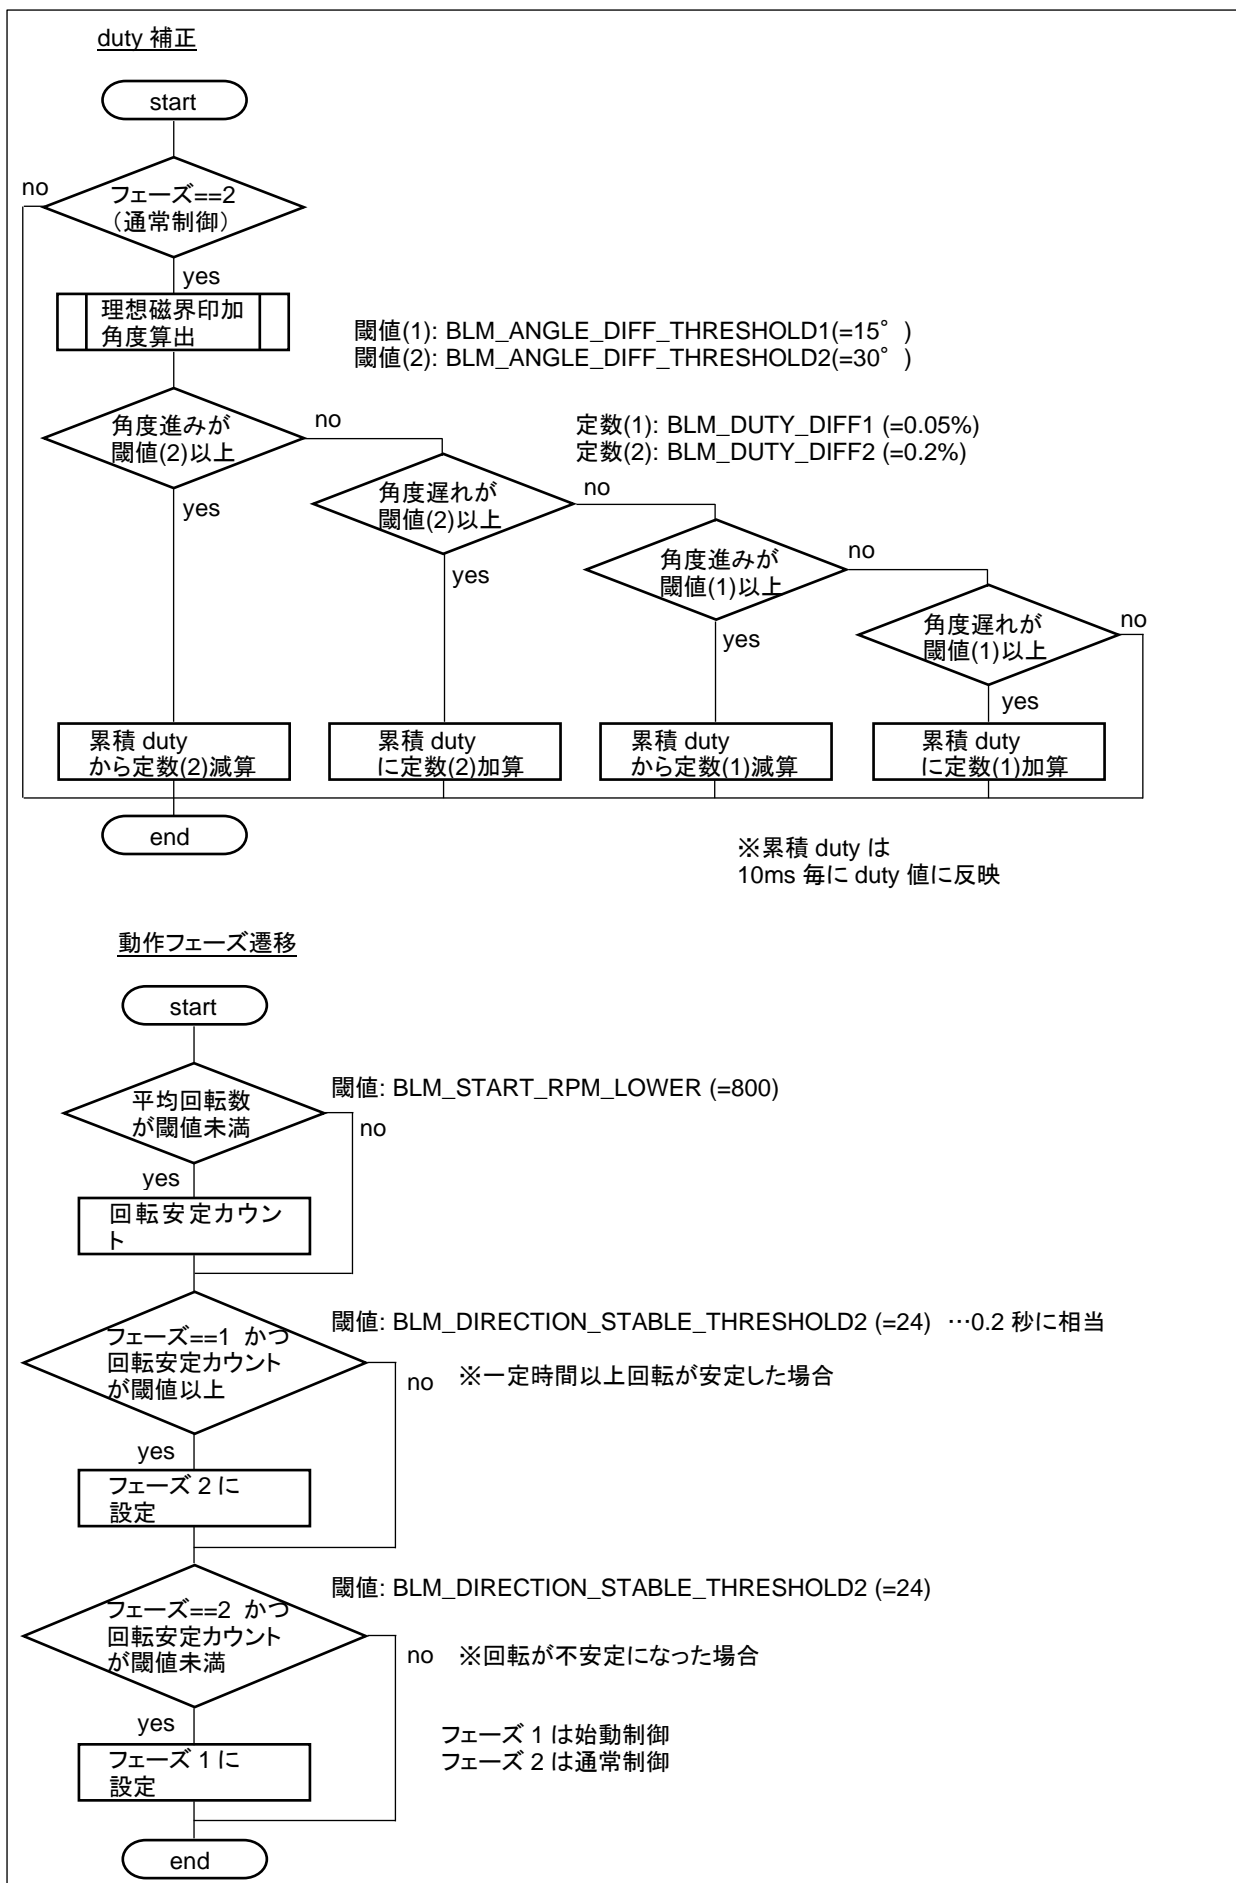 duty 補正
start
no
フェーズ==2
(通常制御)
yes
理想磁界印加
角度算出
閾値(1): BLM_ANGLE_DIFF_THRESHOLD1(=15°)
閾値(2): BLM_ANGLE_DIFF_THRESHOLD2(=30°)
角度進みが
閾値(2)以上
no
定数(1): BLM_DUTY_DIFF1 (=0.05%)
定数(2): BLM_DUTY_DIFF2 (=0.2%)
yes
角度遅れが
閾値(2)以上
no
yes
角度進みが
閾値(1)以上
no
yes
角度遅れが
閾値(1)以上
no
yes
累積 duty
から定数(2)減算
累積 duty
に定数(2)加算
累積 duty
から定数(1)減算
累積 duty
に定数(1)加算
end
※累積 duty は
10ms 毎に duty 値に反映
動作フェーズ遷移
start
平均回転数
が閾値未満
閾値: BLM_START_RPM_LOWER (=800)
no
yes
回転安定カウン
ト
フェーズ==1 かつ
回転安定カウント
が閾値以上
閾値: BLM_DIRECTION_STABLE_THRESHOLD2 (=24) …0.2 秒に相当
no ※一定時間以上回転が安定した場合
yes
フェーズ 2 に
設定
フェーズ==2 かつ
回転安定カウント
が閾値未満
閾値: BLM_DIRECTION_STABLE_THRESHOLD2 (=24)
no ※回転が不安定になった場合
yes
フェーズ 1 に
設定
フェーズ 1 は始動制御
フェーズ 2 は通常制御
end